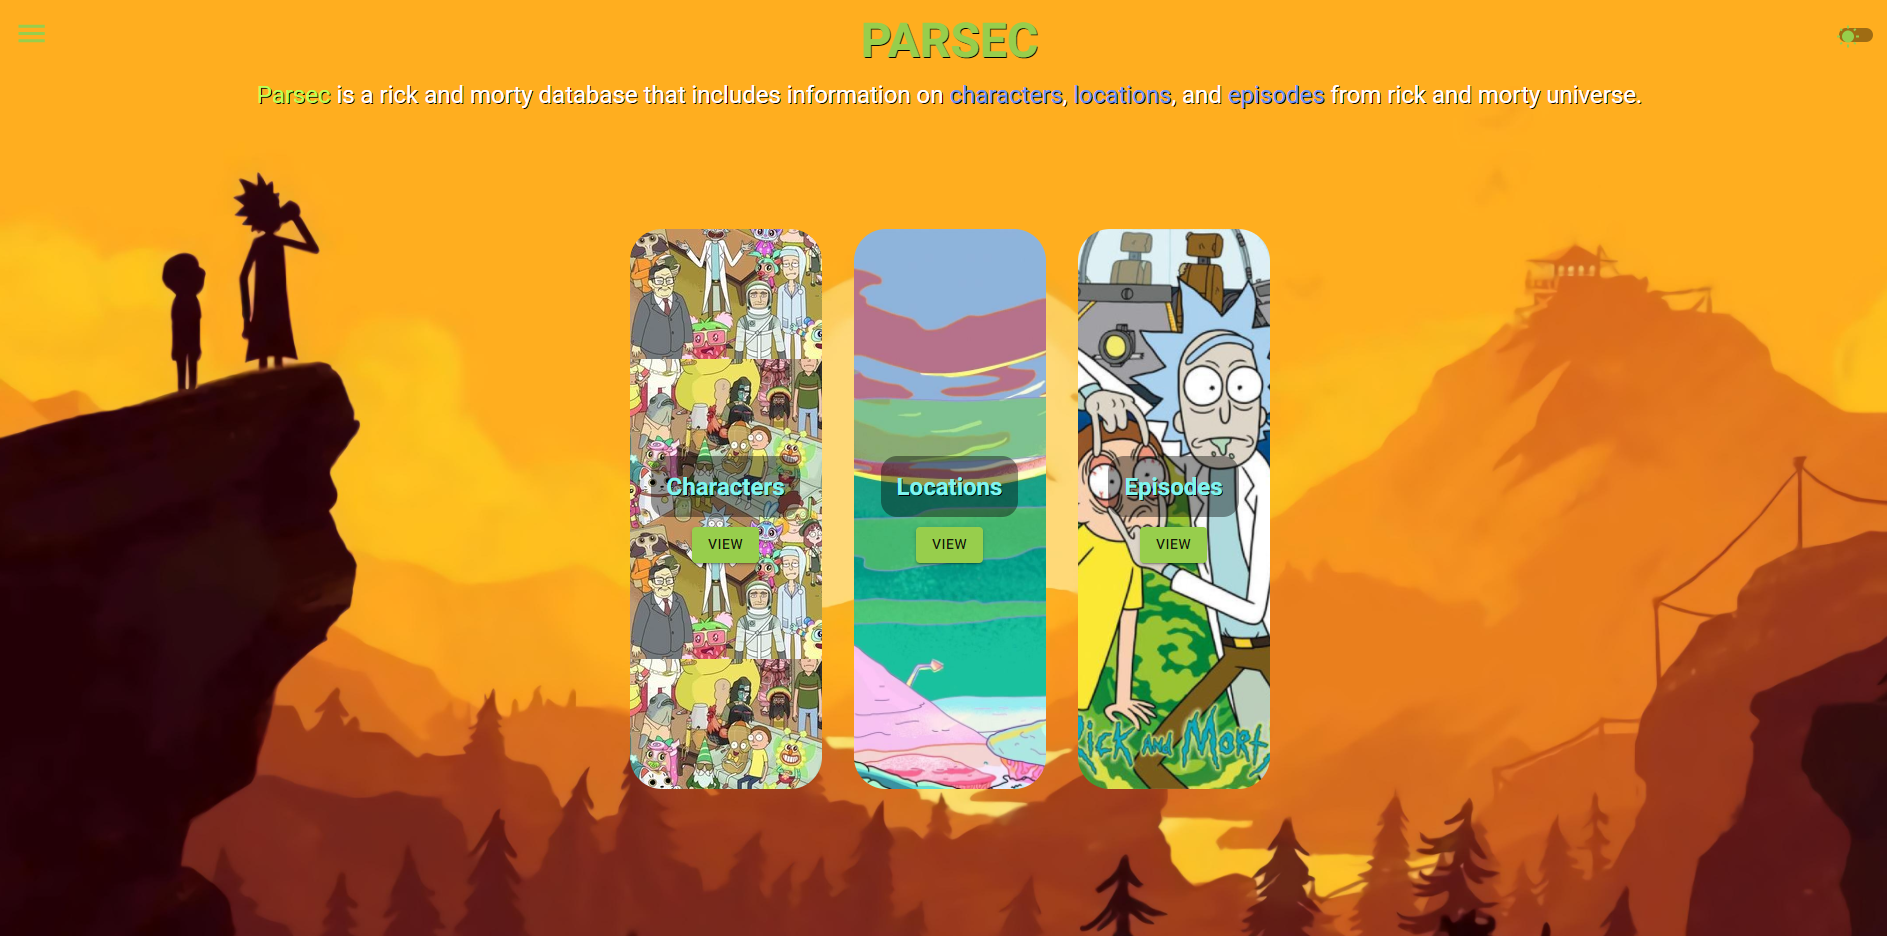 PARSEC
Parsec is a rick and morty database that includes information on characters, locations, and episodes from rick and morty universe.
Characters
VIEW
Locations
VIEW
Episodes
VIEW
Rick AND Morty